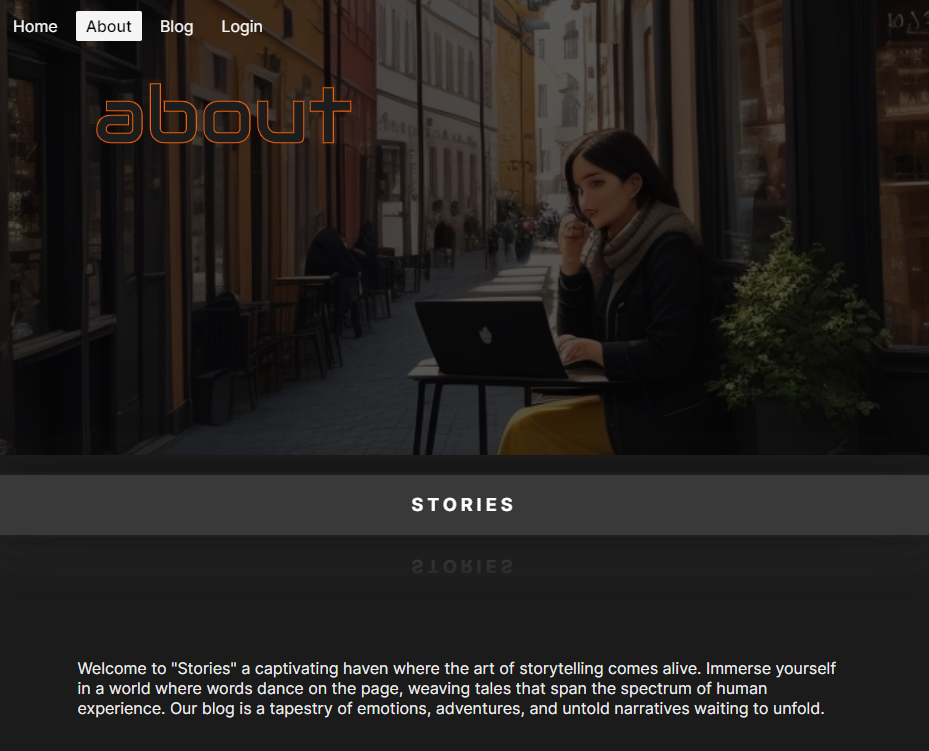 Home About Blog Login
about
STORIES
STORIES
Welcome to "Stories" a captivating haven where the art of storytelling comes alive. Immerse yourself
in a world where words dance on the page, weaving tales that span the spectrum of human
experience. Our blog is a tapestry of emotions, adventures, and untold narratives waiting to unfold.